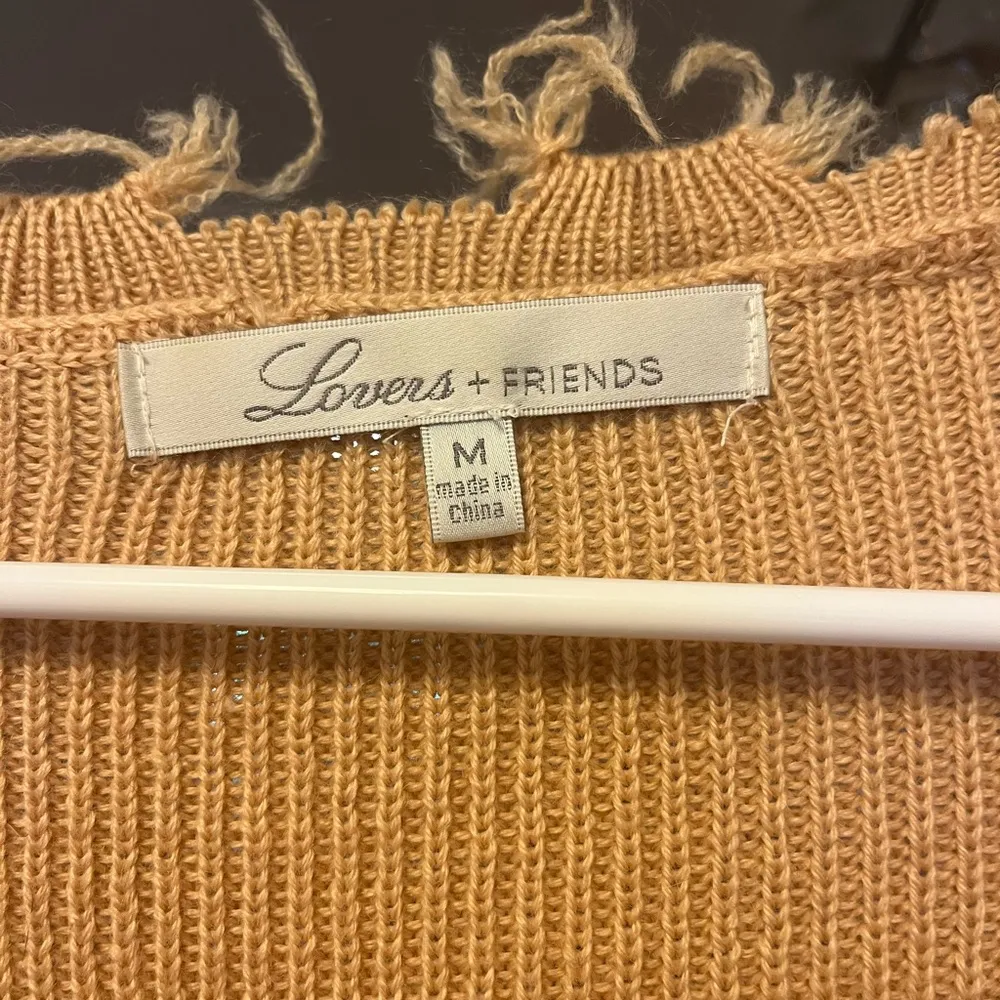 Lovers + FRIENDS
M
made in
China